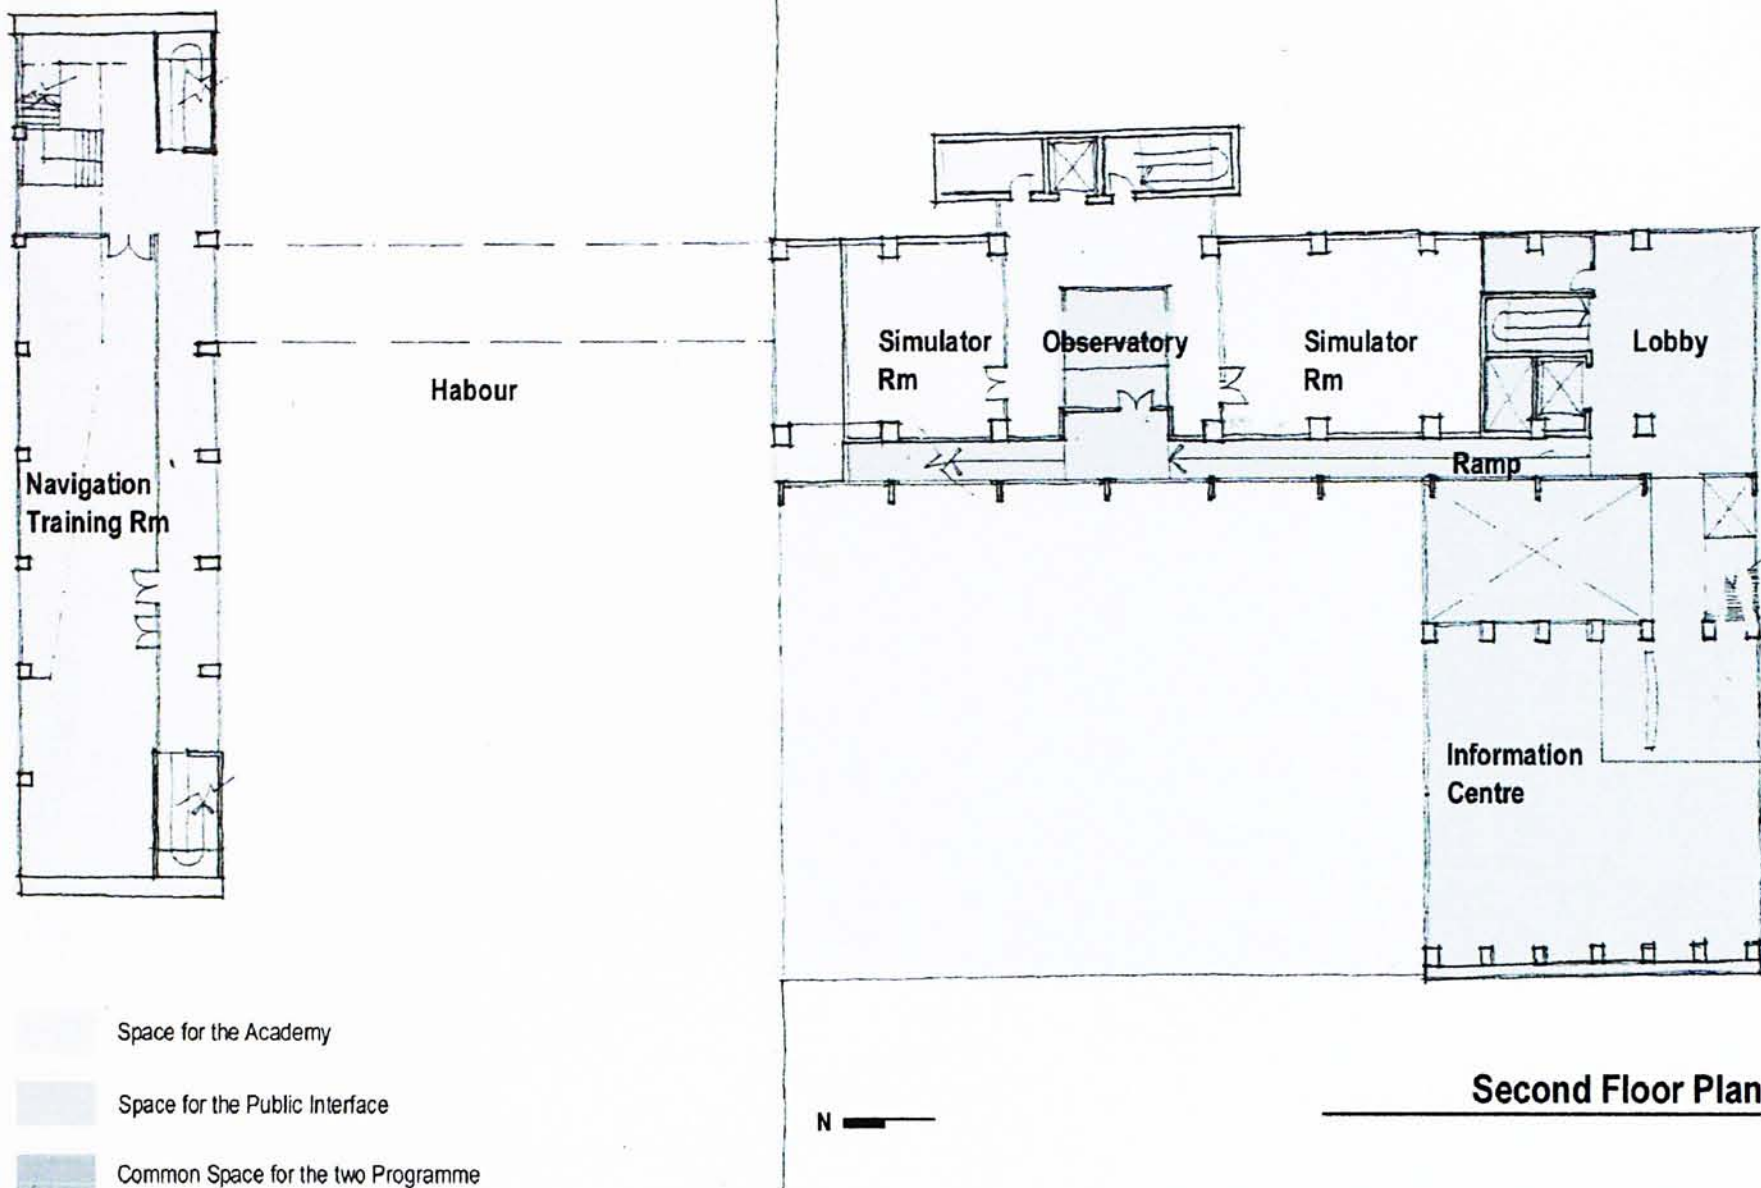 Simulator
Rm
Observatory
Simulator
Rm
Lobby
Habour
Ramp
Navigation
Training Rm
Information
Centre
Space for the Academy
Space for the Public Interface
Common Space for the two Programme
N
Second Floor Plan